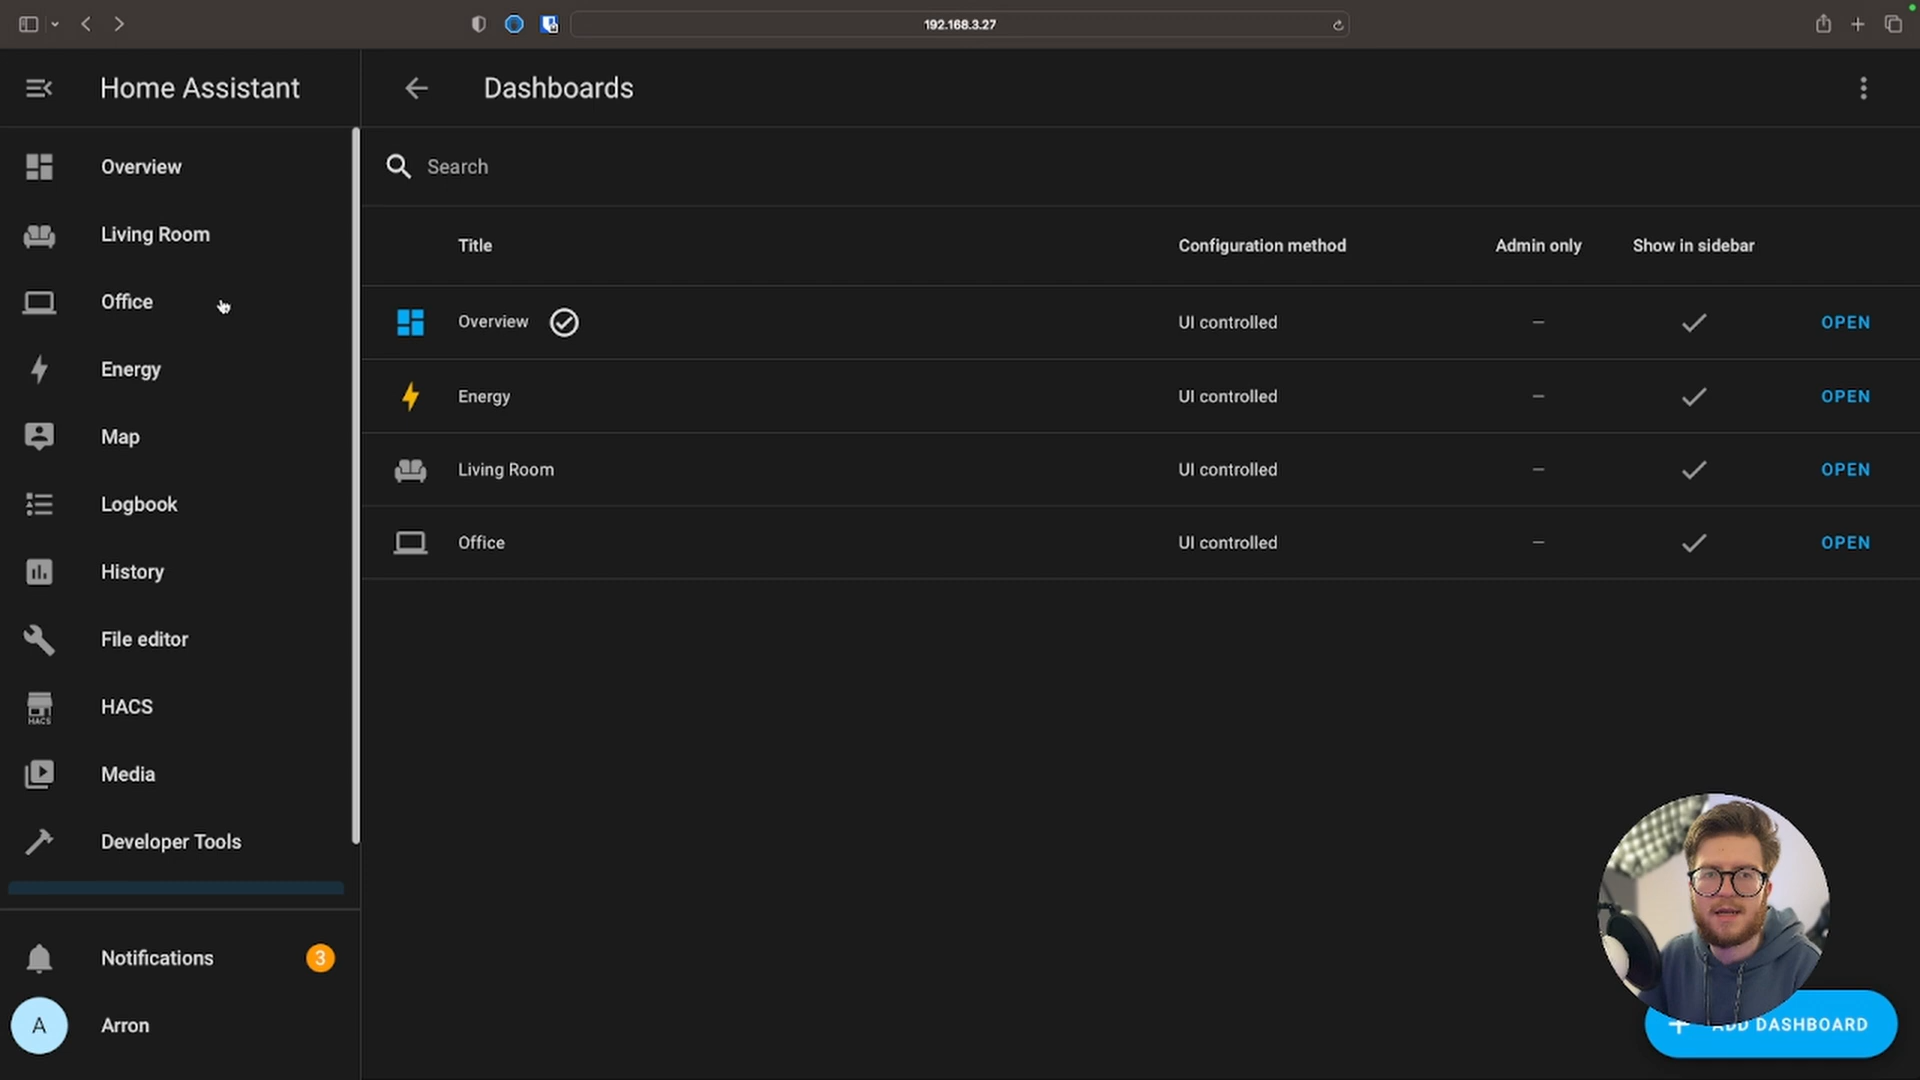 192.168.3.27
Home Assistant
Dashboards
Overview
Living Room
Office
Energy
Map
Logbook
History
File editor
HACS
HACS
Media
Developer Tools
Notifications
3
A
Arron
Search
Title Configuration method Admin only Show in sidebar
Overview UI controlled – OPEN
Energy UI controlled – OPEN
Living Room UI controlled – OPEN
Office UI controlled – OPEN
+ ADD DASHBOARD